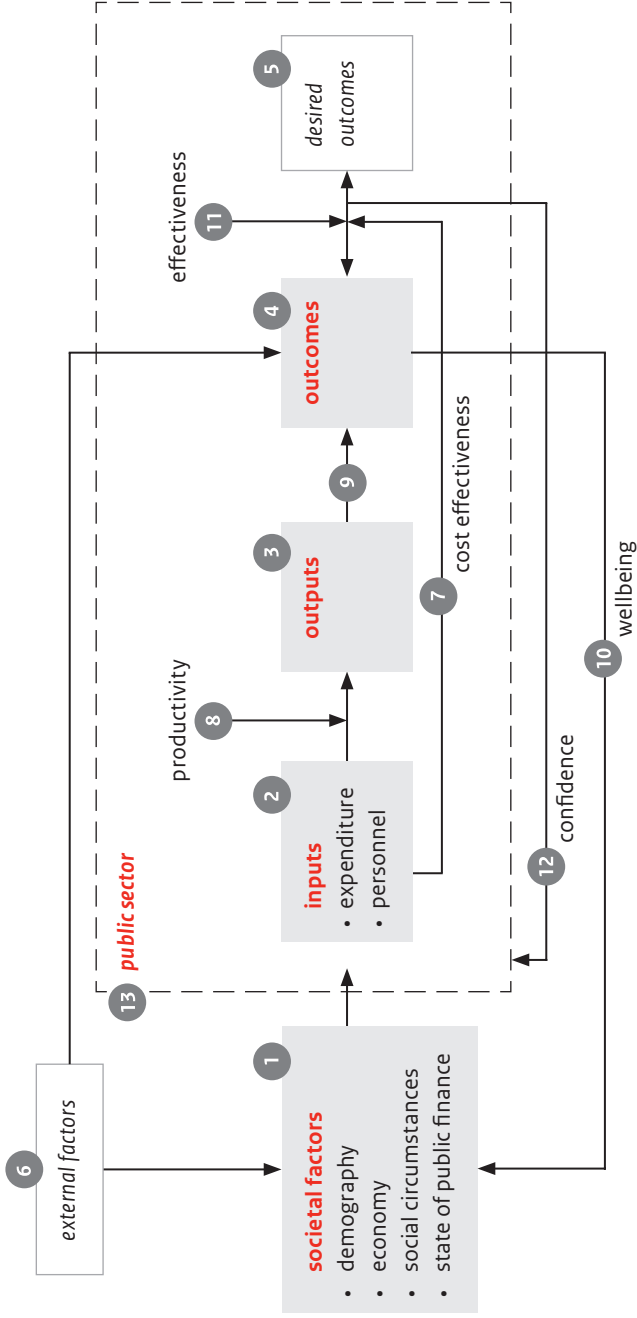 6
external factors
13
public sector
1
societal factors
• demography
• economy
• social circumstances
• state of public finance
2
inputs
• expenditure
• personnel
productivity
8
3
outputs
9
4
outcomes
effectiveness
11
5
desired
outcomes
7
cost effectiveness
12
confidence
10
wellbeing